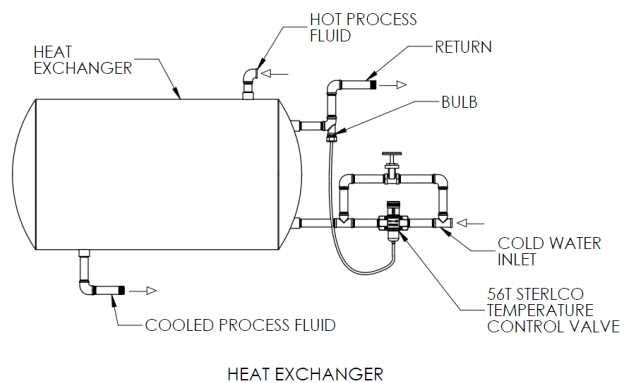 HOT PROCESS
FLUID
HEAT
EXCHANGER
RETURN
BULB
COLD WATER
INLET
56T STERLCO
TEMPERATURE
CONTROL VALVE
COOLED PROCESS FLUID
HEAT EXCHANGER